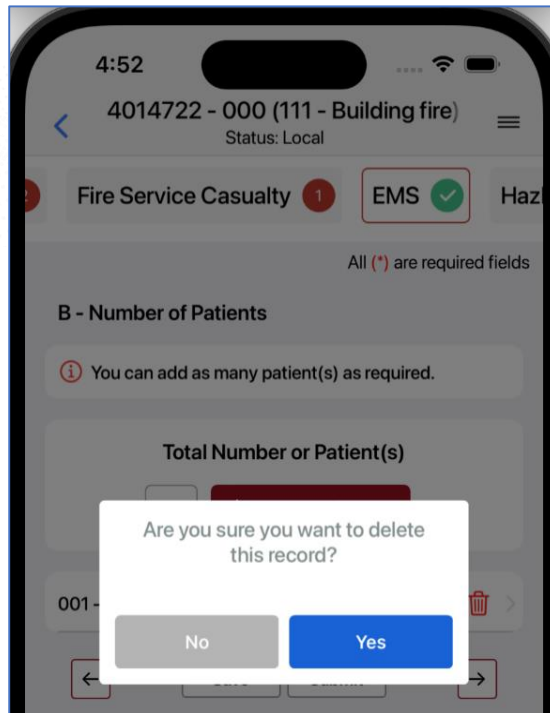 4:52
4014722 - 000 (111 - Building fire)
Status: Local
Fire Service Casualty 1
EMS
Hazl
All (*) are required fields
B - Number of Patients
You can add as many patient(s) as required.
Total Number or Patient(s)
Are you sure you want to delete
this record?
001 -
No
Yes